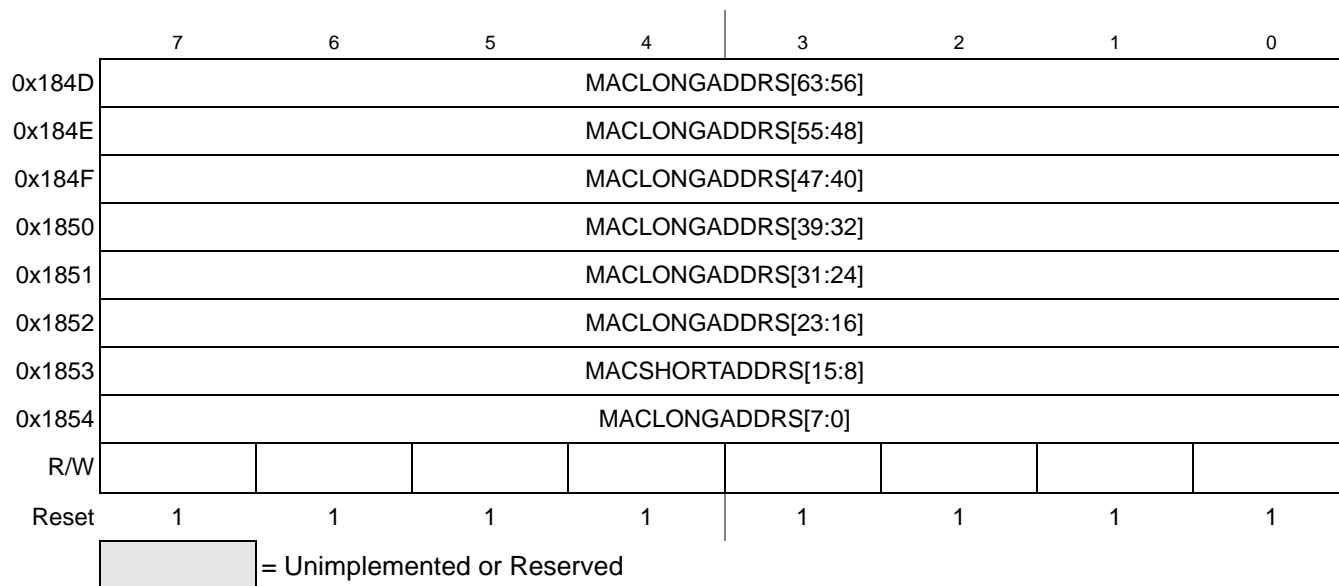 7 6 5 4 3 2 1 0
0x184D MACLONGADDRS[63:56]
0x184E MACLONGADDRS[55:48]
0x184F MACLONGADDRS[47:40]
0x1850 MACLONGADDRS[39:32]
0x1851 MACLONGADDRS[31:24]
0x1852 MACLONGADDRS[23:16]
0x1853 MACSHORTADDRS[15:8]
0x1854 MACLONGADDRS[7:0]
R/W
Reset 1 1 1 1 1 1 1 1
= Unimplemented or Reserved